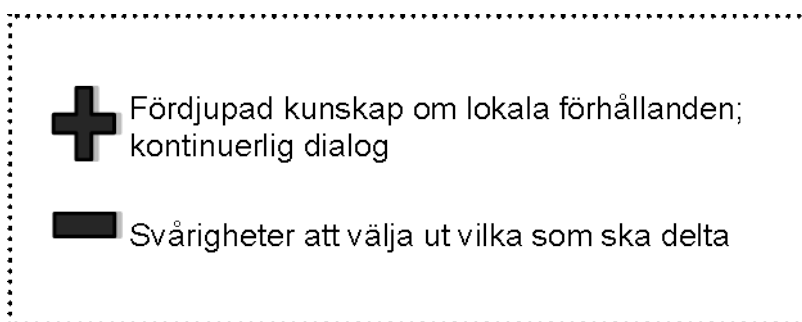 Fördjupad kunskap om lokala förhållanden;
kontinuerlig dialog
Svårigheter att välja ut vilka som ska delta